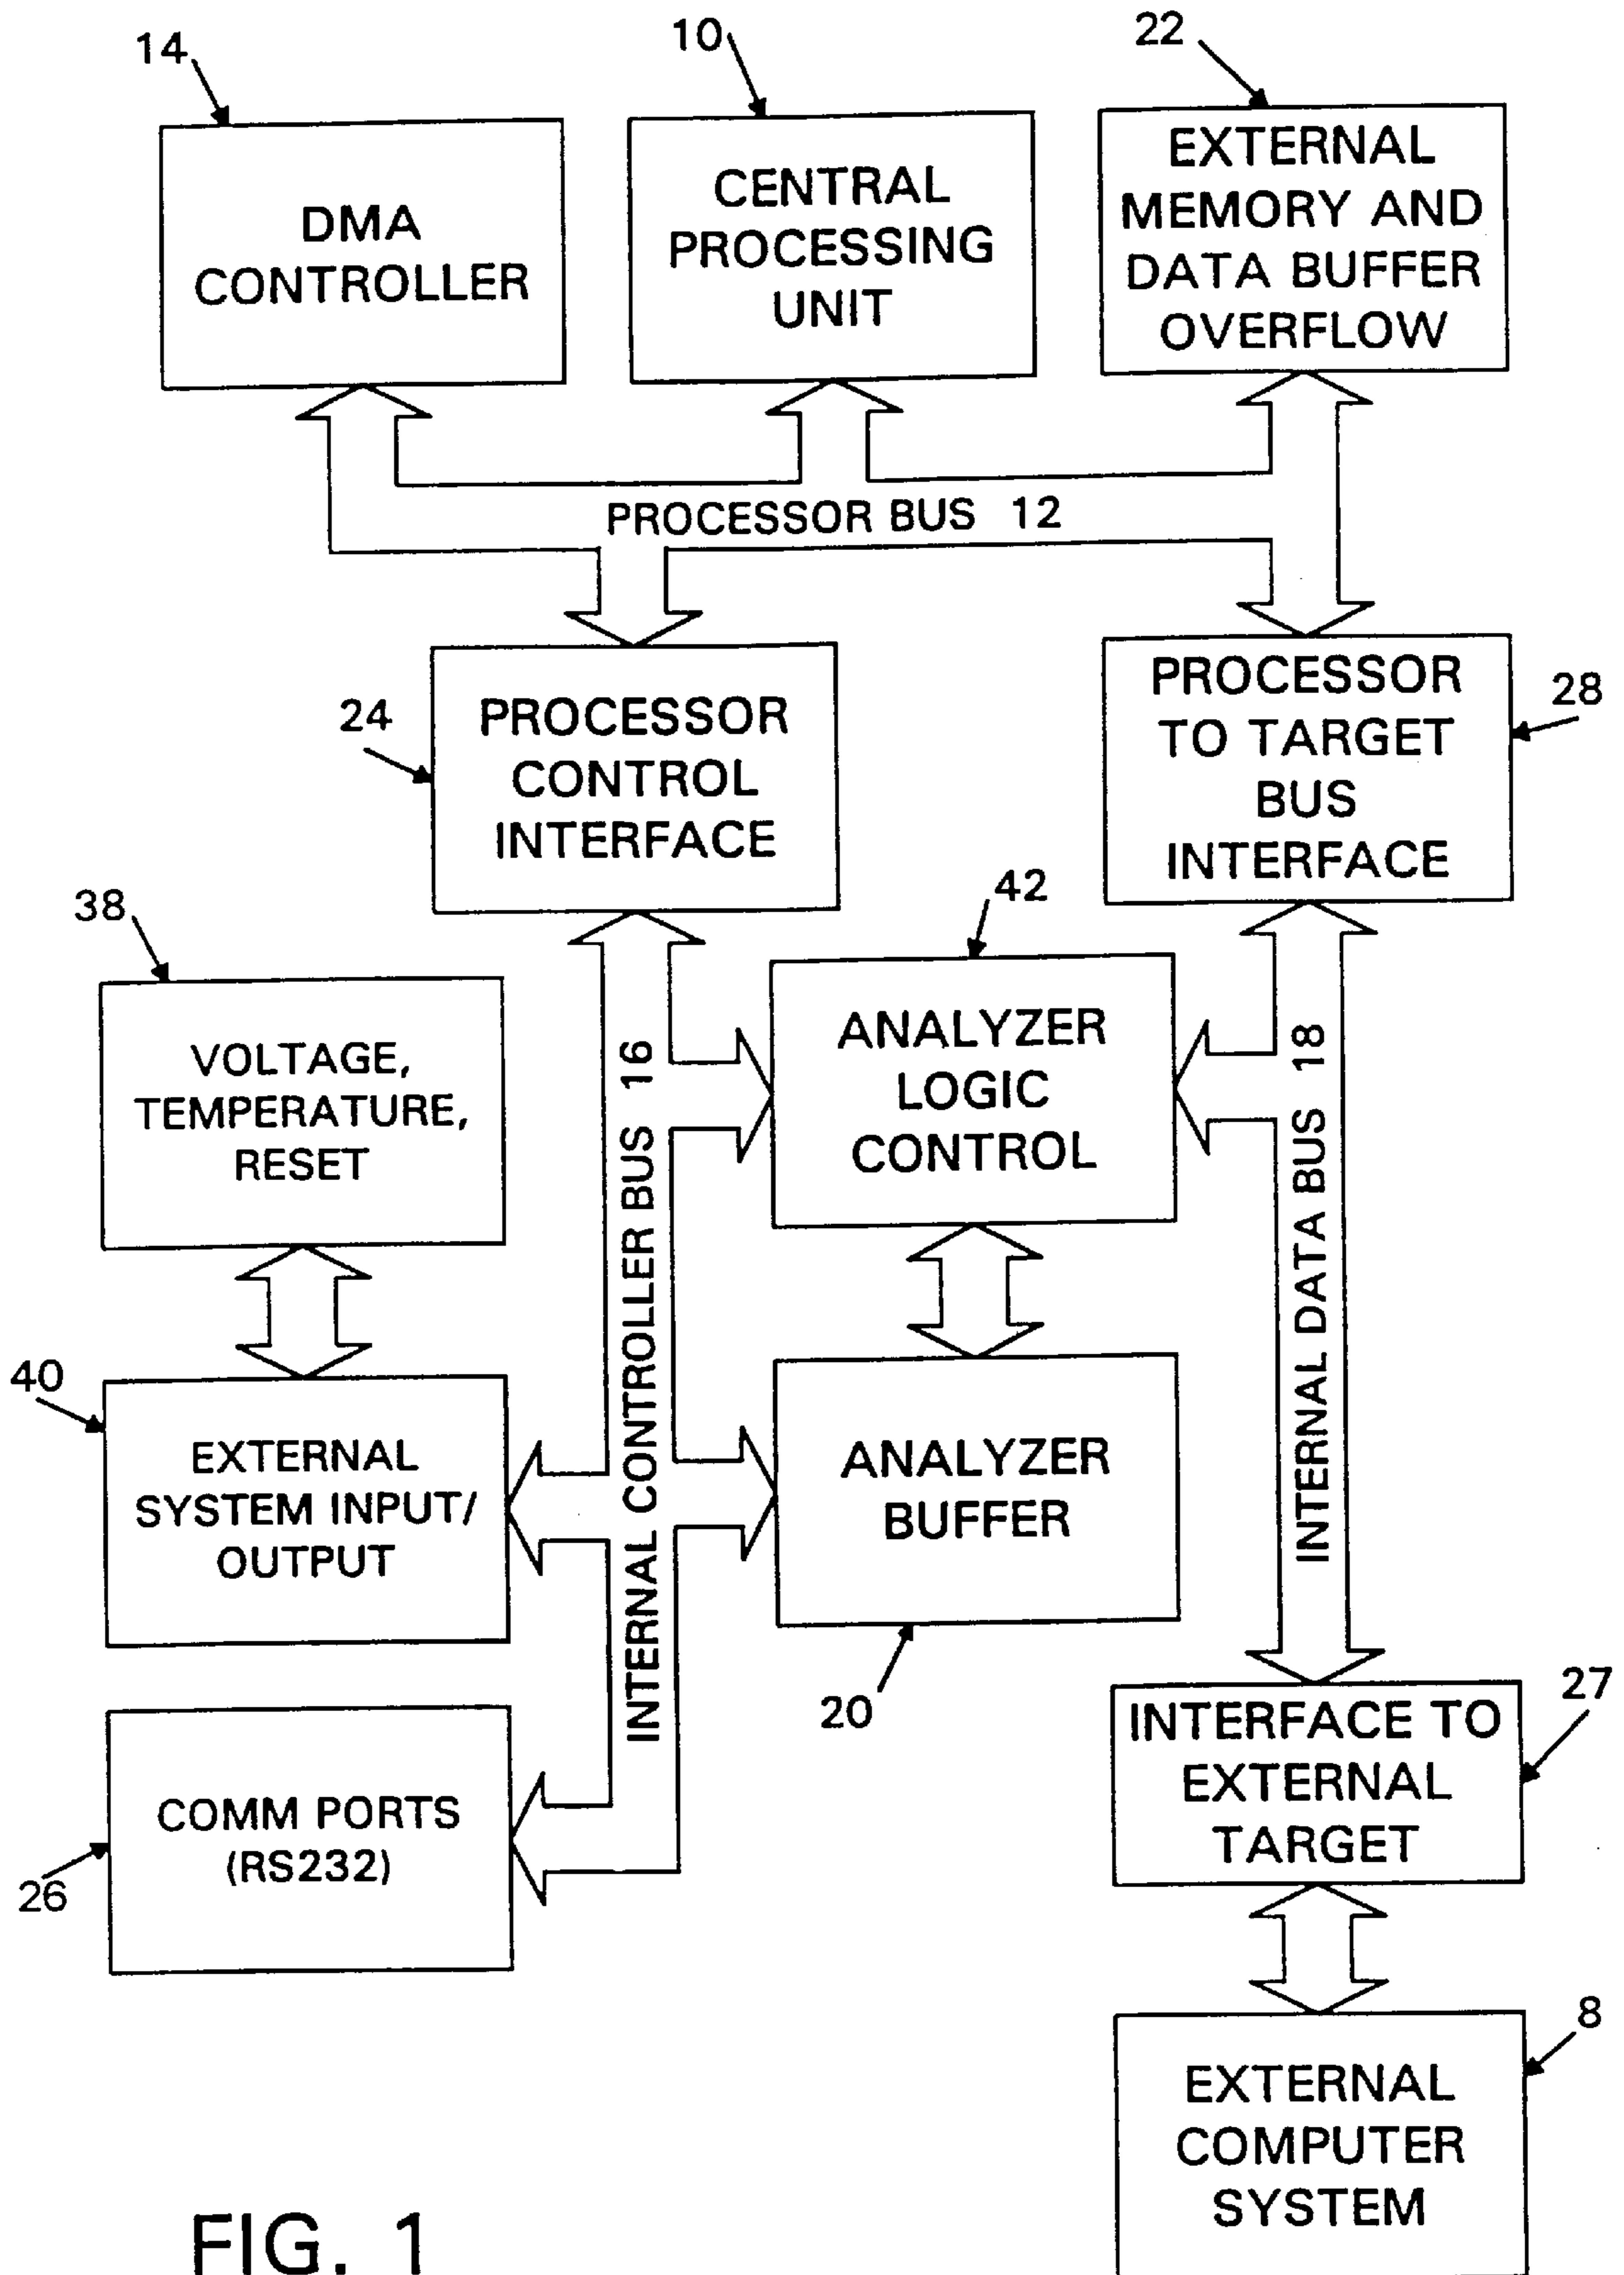 14
10
22
DMA
CONTROLLER
CENTRAL
PROCESSING
UNIT
EXTERNAL
MEMORY AND
DATA BUFFER
OVERFLOW
PROCESSOR BUS 12
24
PROCESSOR
CONTROL
INTERFACE
PROCESSOR
TO TARGET
BUS
INTERFACE
28
38
VOLTAGE,
TEMPERATURE,
RESET
INTERNAL CONTROLLER BUS 16
42
ANALYZER
LOGIC
CONTROL
INTERNAL DATA BUS 18
40
EXTERNAL
SYSTEM INPUT/
OUTPUT
ANALYZER
BUFFER
20
26
COMM PORTS
(RS232)
INTERFACE TO
EXTERNAL
TARGET
27
8
EXTERNAL
COMPUTER
SYSTEM
FIG. 1